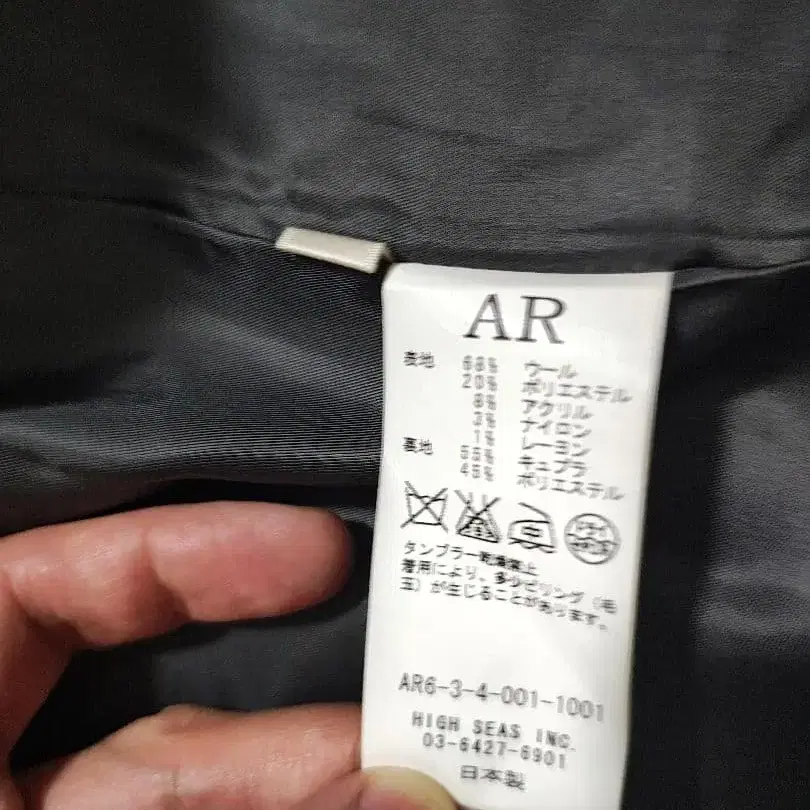 AR
表地 68% ウール
20% ポリエステル
8% アクリル
3% ナイロン
1% レーヨン
裏地 55% キュプラ
45% ポリエステル
ドライ
タンブラー乾燥禁止
着用により、多少ピリング（毛
玉）が生じることがあります。
AR6-3-4-001-1001
HIGH SEAS INC.
03-6427-6901
日本製